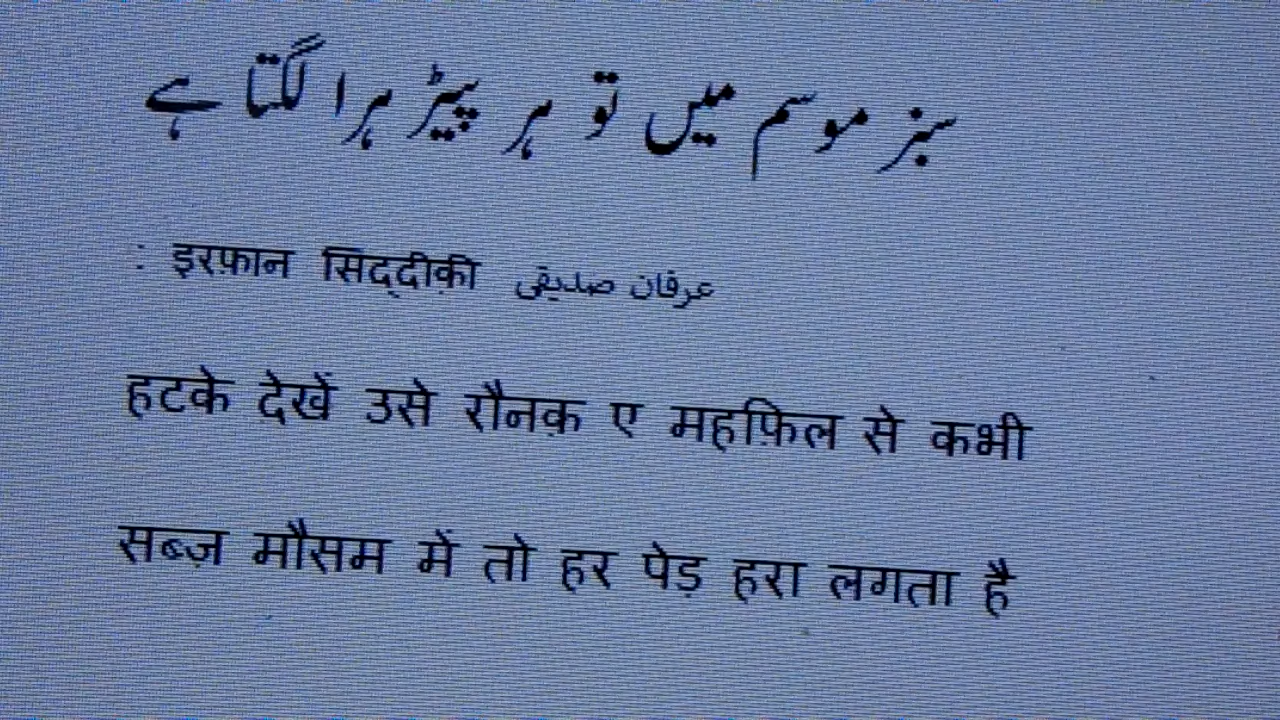 سبز موسم میں تو ہر پیڑ ہرا لگتا ہے
: इरफ़ान सिद्दीक़ी عرفان صدیقی
हटके देखें उसे रौनक़ ए महफ़िल से कभी
सब्ज़ मौसम में तो हर पेड़ हरा लगता है